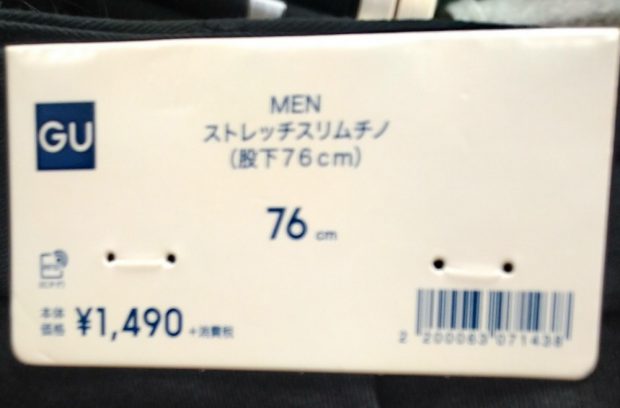 MEN
ストレッチスリムチノ
(股下76cm)
GU
76 cm
本体
価格 ¥1,490 +消費税
2 200063 071438